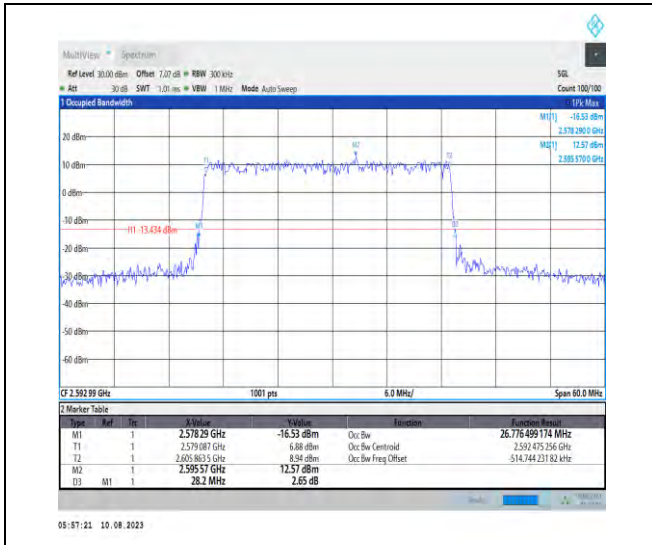 MultiView Spectrum
Ref Level 30.00 dBm Offset 7.07 dB RBW 300 kHz SGL
Att 30 dB SWT 1.01 ms VBW 1 MHz Mode Auto Sweep Count 100/100
1 Occupied Bandwidth 1Pk Max
M1[1] -16.53 dBm
2.578 290 0 GHz
M2[1] 12.57 dBm
2.595 570 0 GHz
20 dBm
M2
T1 T2
10 dBm
0 dBm
-10 dBm
H1 -13.434 dBm M1 D3
-30 dBm
-40 dBm
-50 dBm
-60 dBm
CF 2.592 99 GHz 1001 pts 6.0 MHz/ Span 60.0 MHz
2 Marker Table
Type Ref Trc X-Value Y-Value Function Function Result
M1 1 2.578 29 GHz -16.53 dBm Occ Bw 26.776 499 174 MHz
T1 1 2.579 087 GHz 6.88 dBm Occ Bw Centroid 2.592 475 256 GHz
T2 1 2.605 863 5 GHz 8.94 dBm Occ Bw Freq Offset -514.744 231 82 kHz
M2 1 2.595 57 GHz 12.57 dBm
D3 M1 1 28.2 MHz 2.65 dB
05:57:21 10.08.2023